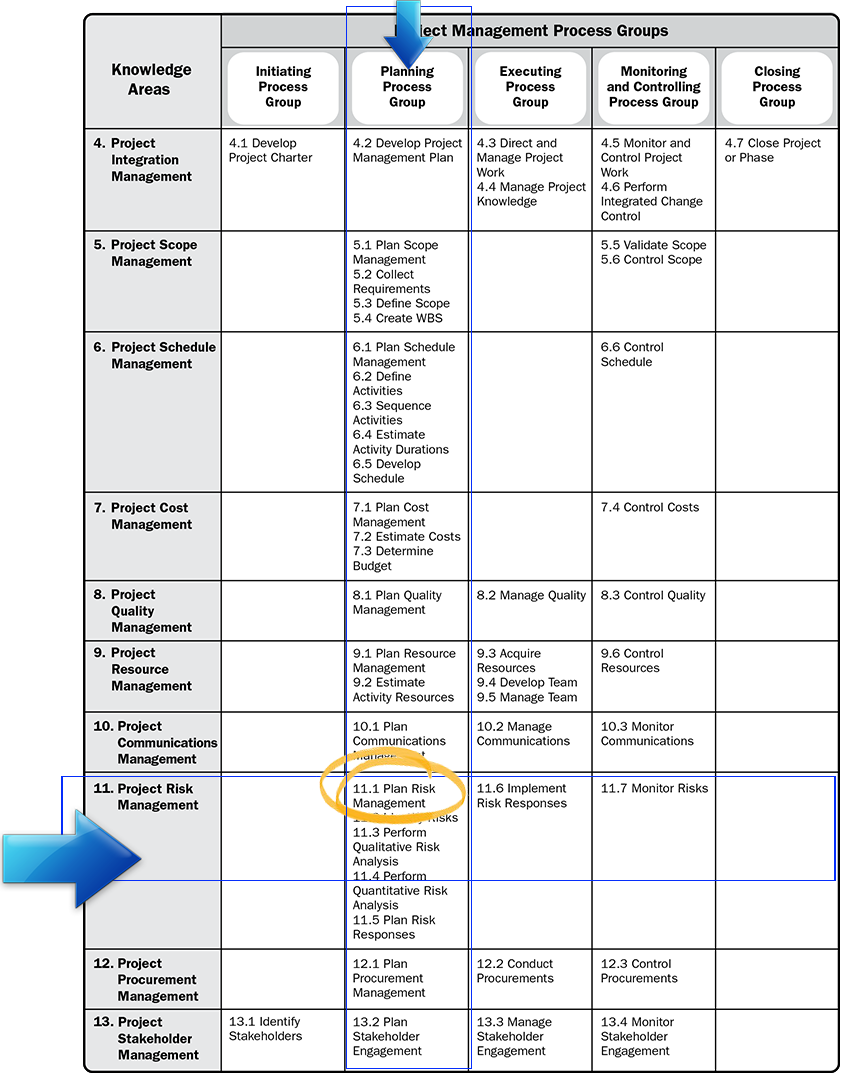 Project Management Process Groups
Knowledge
Areas
Initiating
Process
Group
Planning
Process
Group
Executing
Process
Group
Monitoring
and Controlling
Process Group
Closing
Process
Group
4. Project
Integration
Management
4.1 Develop
Project Charter
4.2 Develop Project
Management Plan
4.3 Direct and
Manage Project
Work
4.4 Manage Project
Knowledge
4.5 Monitor and
Control Project
Work
4.6 Perform
Integrated Change
Control
4.7 Close Project
or Phase
5. Project Scope
Management
5.1 Plan Scope
Management
5.2 Collect
Requirements
5.3 Define Scope
5.4 Create WBS
5.5 Validate Scope
5.6 Control Scope
6. Project Schedule
Management
6.1 Plan Schedule
Management
6.2 Define
Activities
6.3 Sequence
Activities
6.4 Estimate
Activity Durations
6.5 Develop
Schedule
6.6 Control
Schedule
7. Project Cost
Management
7.1 Plan Cost
Management
7.2 Estimate Costs
7.3 Determine
Budget
7.4 Control Costs
8. Project
Quality
Management
8.1 Plan Quality
Management
8.2 Manage Quality
8.3 Control Quality
9. Project
Resource
Management
9.1 Plan Resource
Management
9.2 Estimate
Activity Resources
9.3 Acquire
Resources
9.4 Develop Team
9.5 Manage Team
9.6 Control
Resources
10. Project
Communications
Management
10.1 Plan
Communications
Management
10.2 Manage
Communications
10.3 Monitor
Communications
11. Project Risk
Management
11.1 Plan Risk
Management
11.2 Identify Risks
11.3 Perform
Qualitative Risk
Analysis
11.4 Perform
Quantitative Risk
Analysis
11.5 Plan Risk
Responses
11.6 Implement
Risk Responses
11.7 Monitor Risks
12. Project
Procurement
Management
12.1 Plan
Procurement
Management
12.2 Conduct
Procurements
12.3 Control
Procurements
13. Project
Stakeholder
Management
13.1 Identify
Stakeholders
13.2 Plan
Stakeholder
Engagement
13.3 Manage
Stakeholder
Engagement
13.4 Monitor
Stakeholder
Engagement